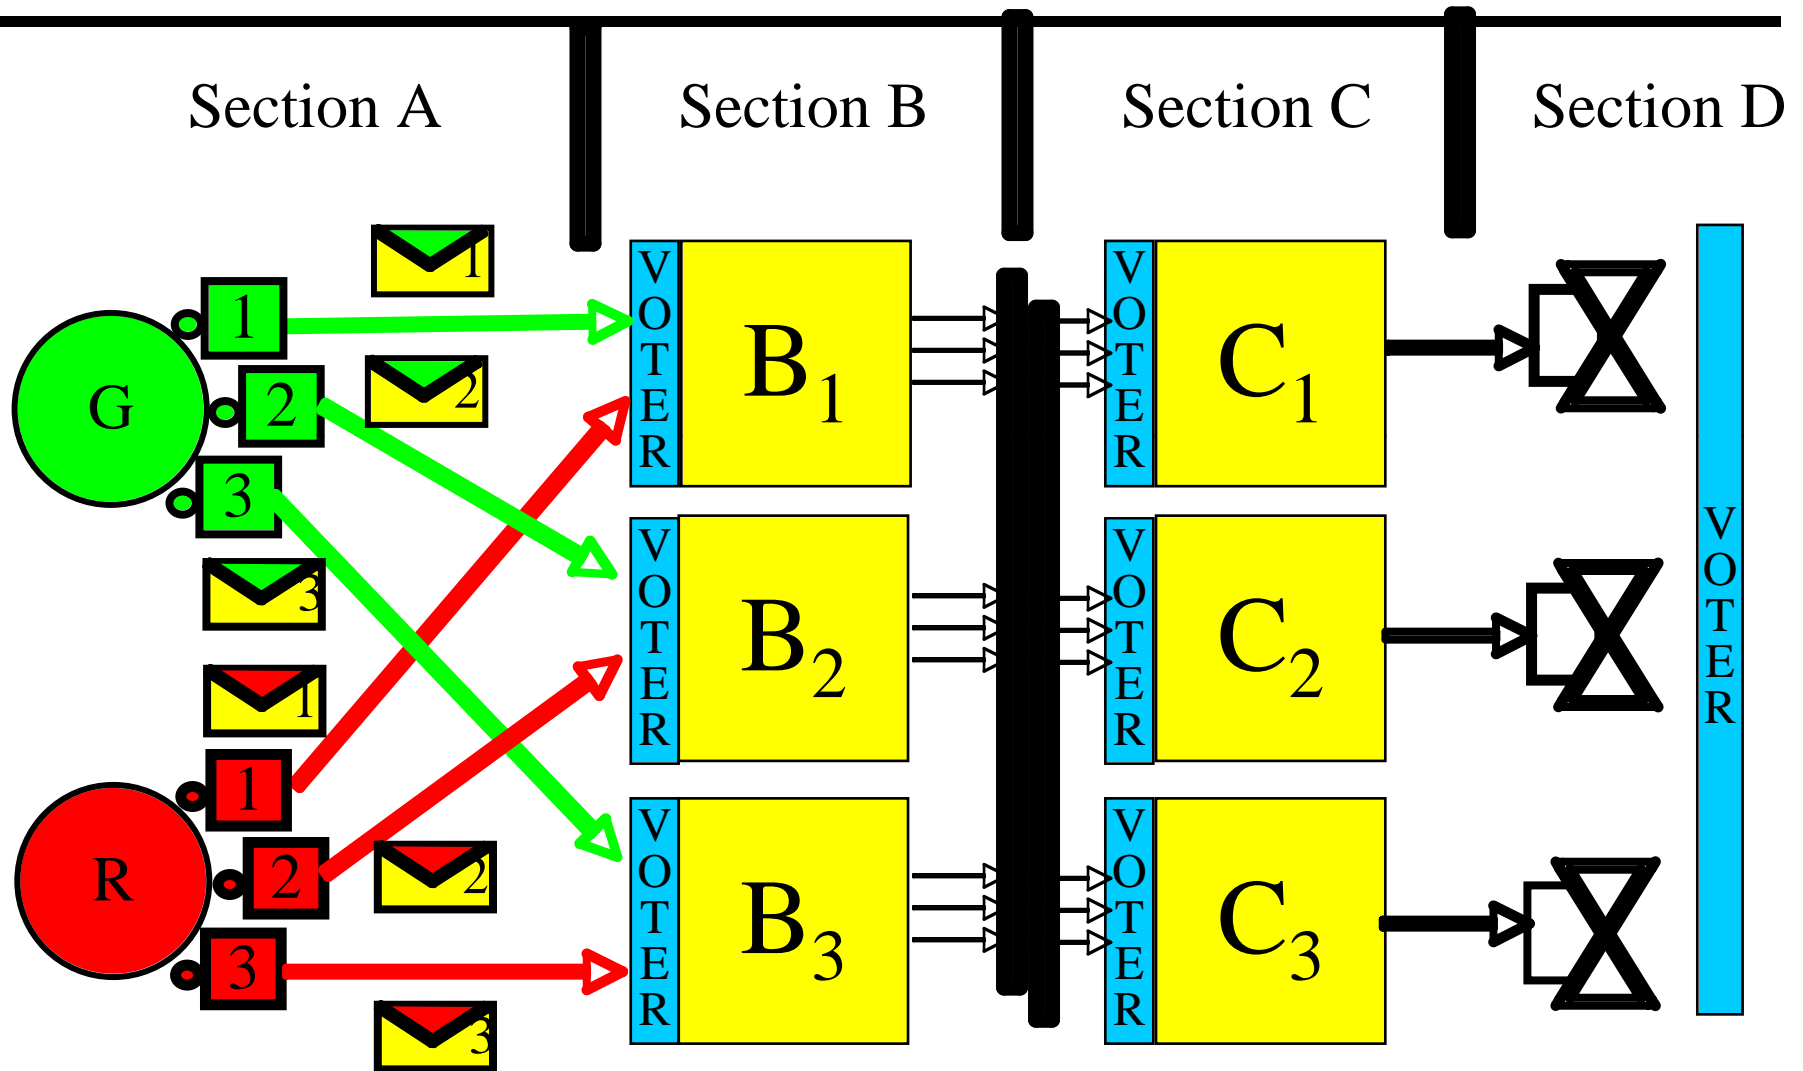 Section A
Section B
Section C
Section D
1
1
2
2
3
G
3
1
1
2
2
3
R
3
VOTER
B1
VOTER
B2
VOTER
B3
VOTER
C1
VOTER
C2
VOTER
C3
VOTER